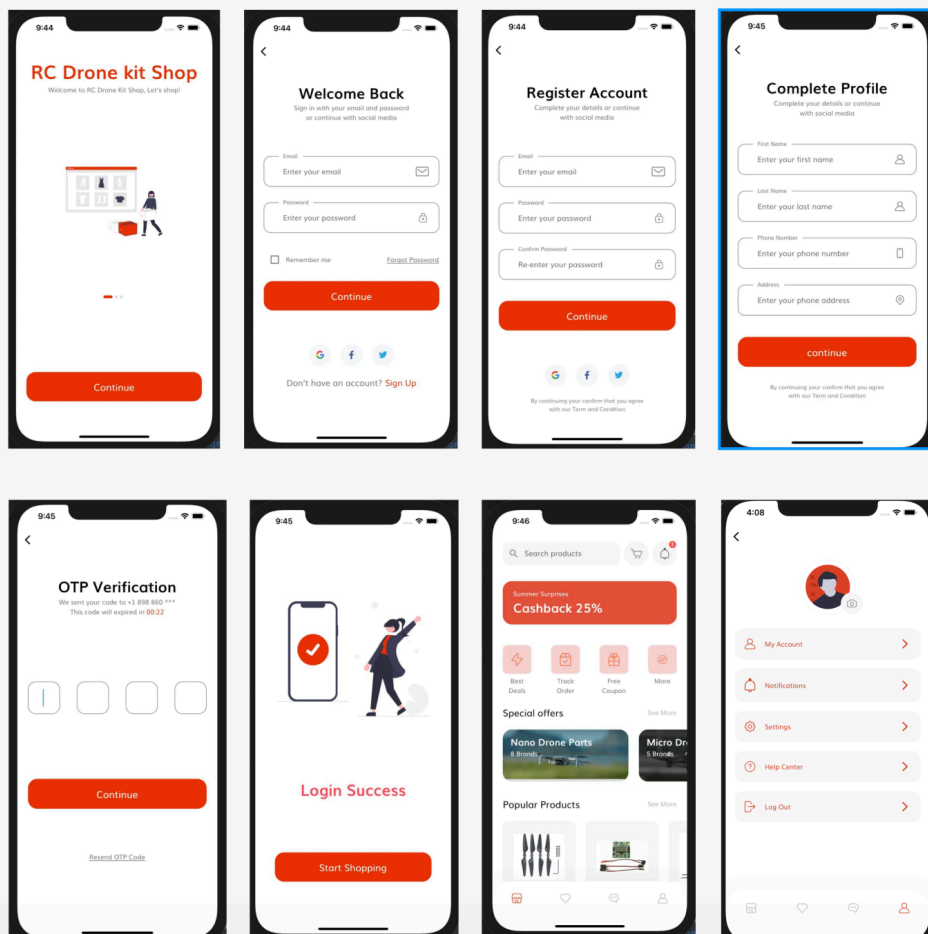 9:44
RC Drone kit Shop
Welcome to RC Drone Kit Shop, Let's shop!
Continue
9:44
Welcome Back
Sign in with your email and password
or continue with social media
Email
Enter your email
Password
Enter your password
Remember me
Forgot Password
Continue
Don't have an account? Sign Up
9:44
Register Account
Complete your details or continue
with social media
Email
Enter your email
Password
Enter your password
Confirm Password
Re-enter your password
Continue
By continuing your confirm that you agree
with our Term and Condition
9:45
Complete Profile
Complete your details or continue
with social media
First Name
Enter your first name
Last Name
Enter your last name
Phone Number
Enter your phone number
Address
Enter your phone address
continue
By continuing your confirm that you agree
with our Term and Condition
9:45
OTP Verification
We sent your code to +1 898 860 ***
This code will expired in 00:22
Continue
Resend OTP Code
9:45
Login Success
Start Shopping
9:46
Search products
3
Summer Surprises
Cashback 25%
Best
Deals
Track
Order
Free
Coupon
More
Special offers
See More
Nano Drone Parts
8 Brands
Micro Dr
5 Brands
Popular Products
See More
4:08
My Account
Notifications
Settings
Help Center
Log Out